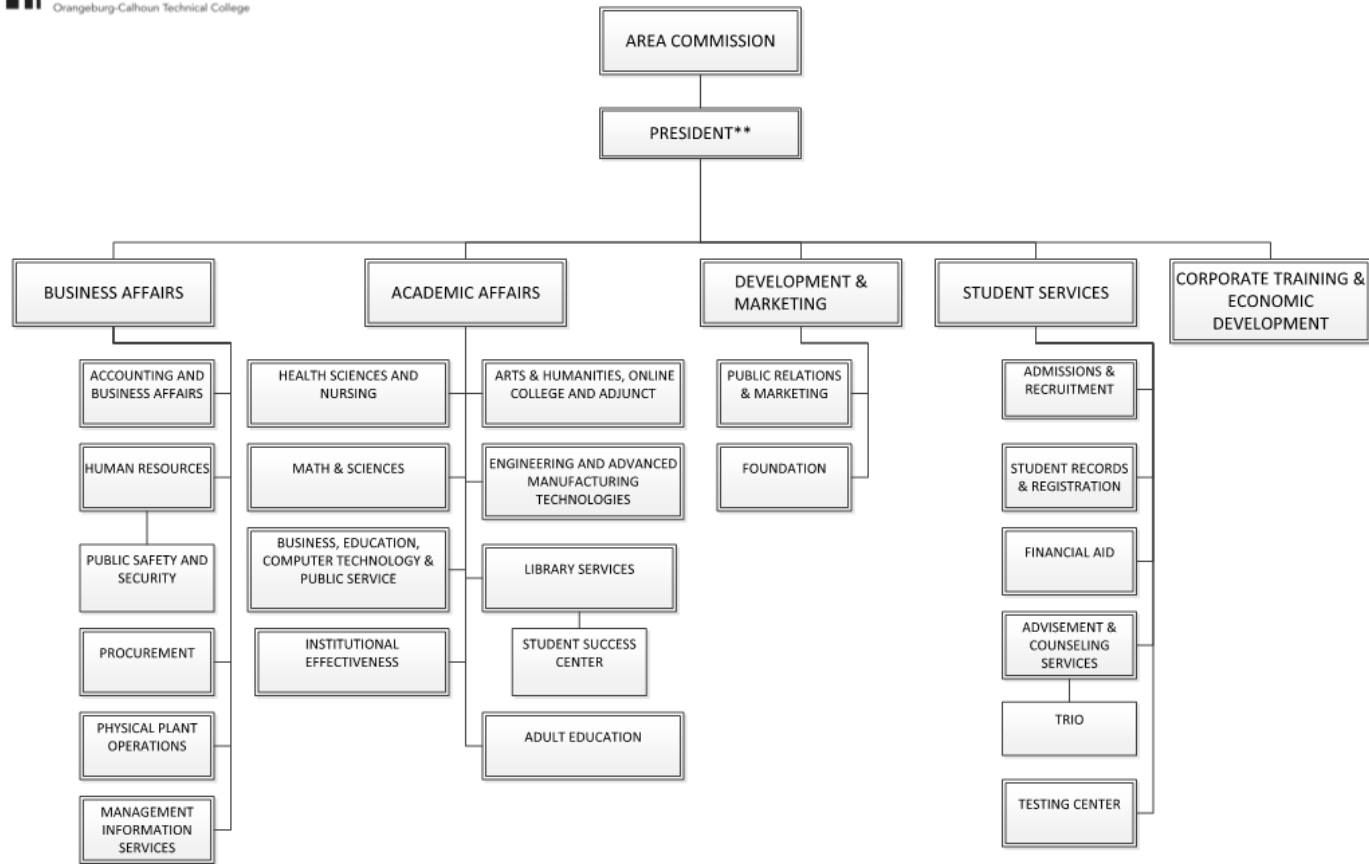 Orangeburg-Calhoun Technical College
AREA COMMISSION
PRESIDENT**
BUSINESS AFFAIRS
ACADEMIC AFFAIRS
DEVELOPMENT &
MARKETING
STUDENT SERVICES
CORPORATE TRAINING &
ECONOMIC
DEVELOPMENT
ACCOUNTING AND
BUSINESS AFFAIRS
HUMAN RESOURCES
PUBLIC SAFETY AND
SECURITY
PROCUREMENT
PHYSICAL PLANT
OPERATIONS
MANAGEMENT
INFORMATION
SERVICES
HEALTH SCIENCES AND
NURSING
MATH & SCIENCES
BUSINESS, EDUCATION,
COMPUTER TECHNOLOGY &
PUBLIC SERVICE
INSTITUTIONAL
EFFECTIVENESS
ARTS & HUMANITIES, ONLINE
COLLEGE AND ADJUNCT
ENGINEERING AND ADVANCED
MANUFACTURING
TECHNOLOGIES
LIBRARY SERVICES
STUDENT SUCCESS
CENTER
ADULT EDUCATION
PUBLIC RELATIONS
& MARKETING
FOUNDATION
ADMISSIONS &
RECRUITMENT
STUDENT RECORDS
& REGISTRATION
FINANCIAL AID
ADVISEMENT &
COUNSELING
SERVICES
TRIO
TESTING CENTER